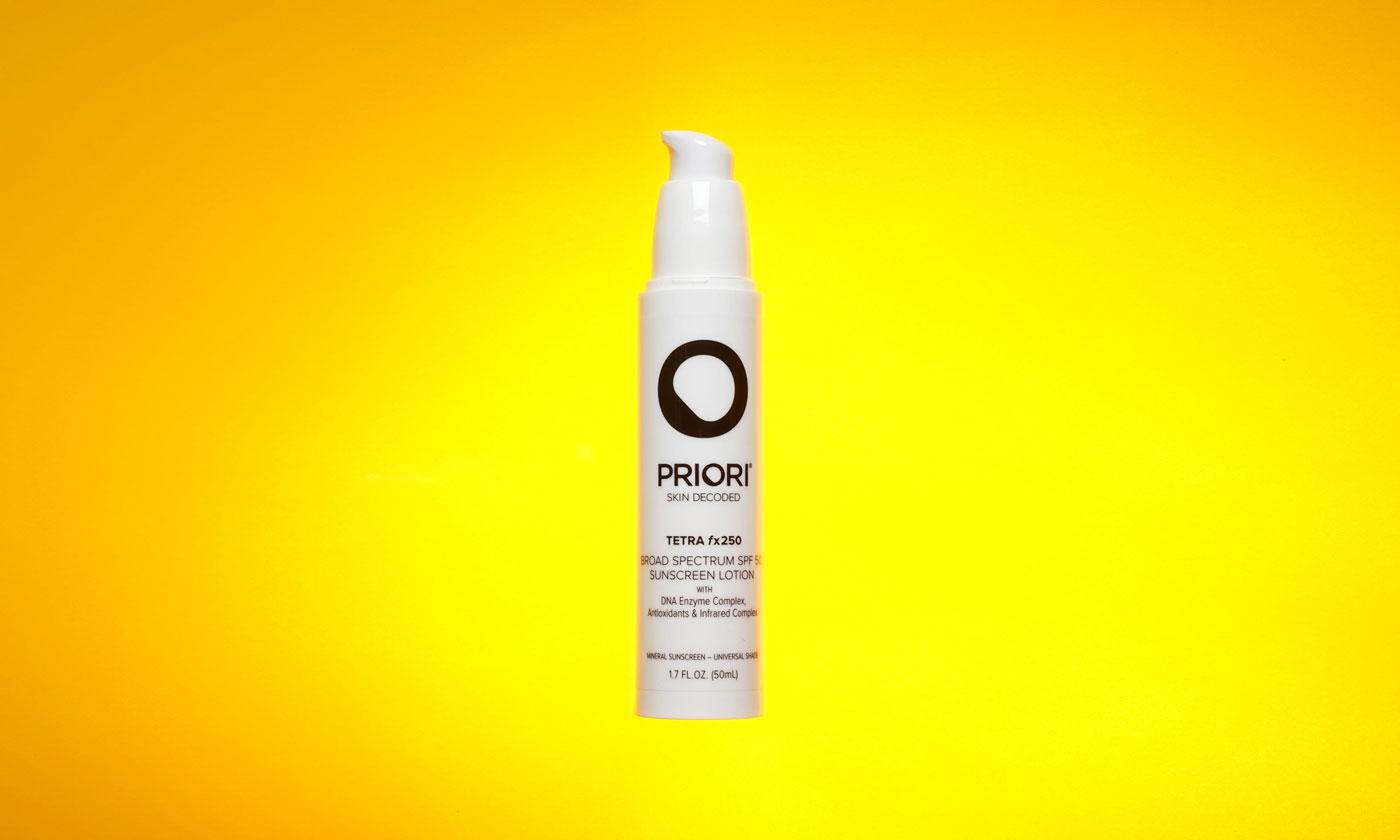 PRIORI®
SKIN DECODED
TETRA fx250
BROAD SPECTRUM SPF 50
SUNSCREEN LOTION
WITH
DNA Enzyme Complex,
Antioxidants & Infrared Complex
MINERAL SUNSCREEN – UNIVERSAL SHADE
1.7 FL.OZ. (50mL)